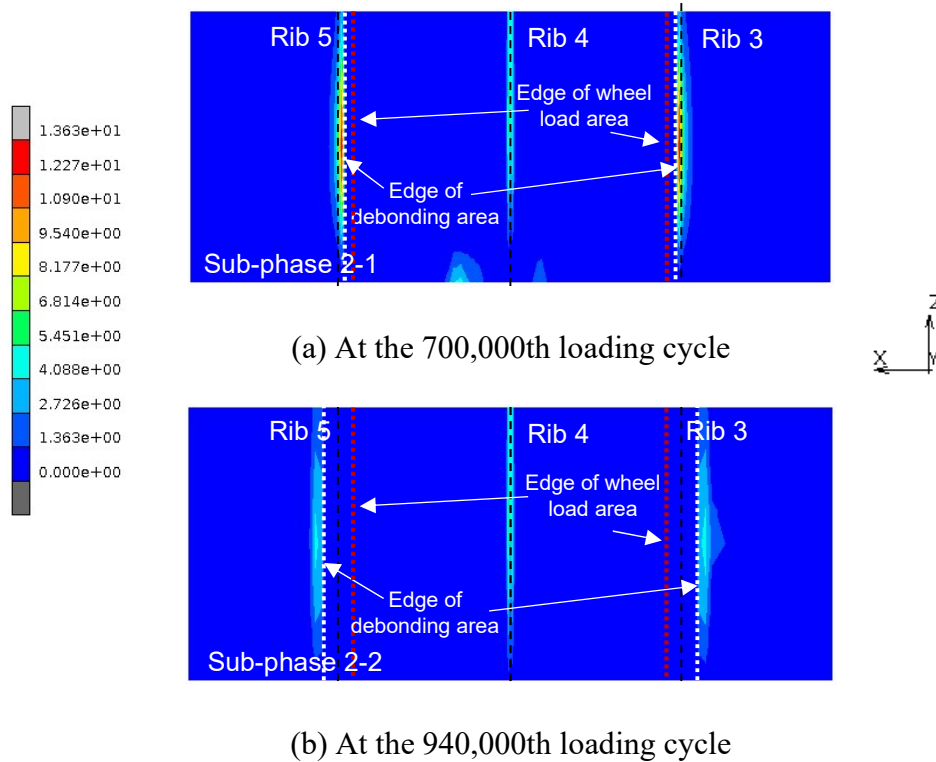 Rib 5
Rib 4
Rib 3
Edge of wheel
load area
Edge of
debonding area
Sub-phase 2-1
1.363e+01
1.227e+01
1.090e+01
9.540e+00
8.177e+00
6.814e+00
5.451e+00
4.088e+00
2.726e+00
1.363e+00
0.000e+00
Z
X
Y
(a) At the 700,000th loading cycle
Rib 5
Rib 4
Rib 3
Edge of wheel
load area
Edge of
debonding area
Sub-phase 2-2
(b) At the 940,000th loading cycle